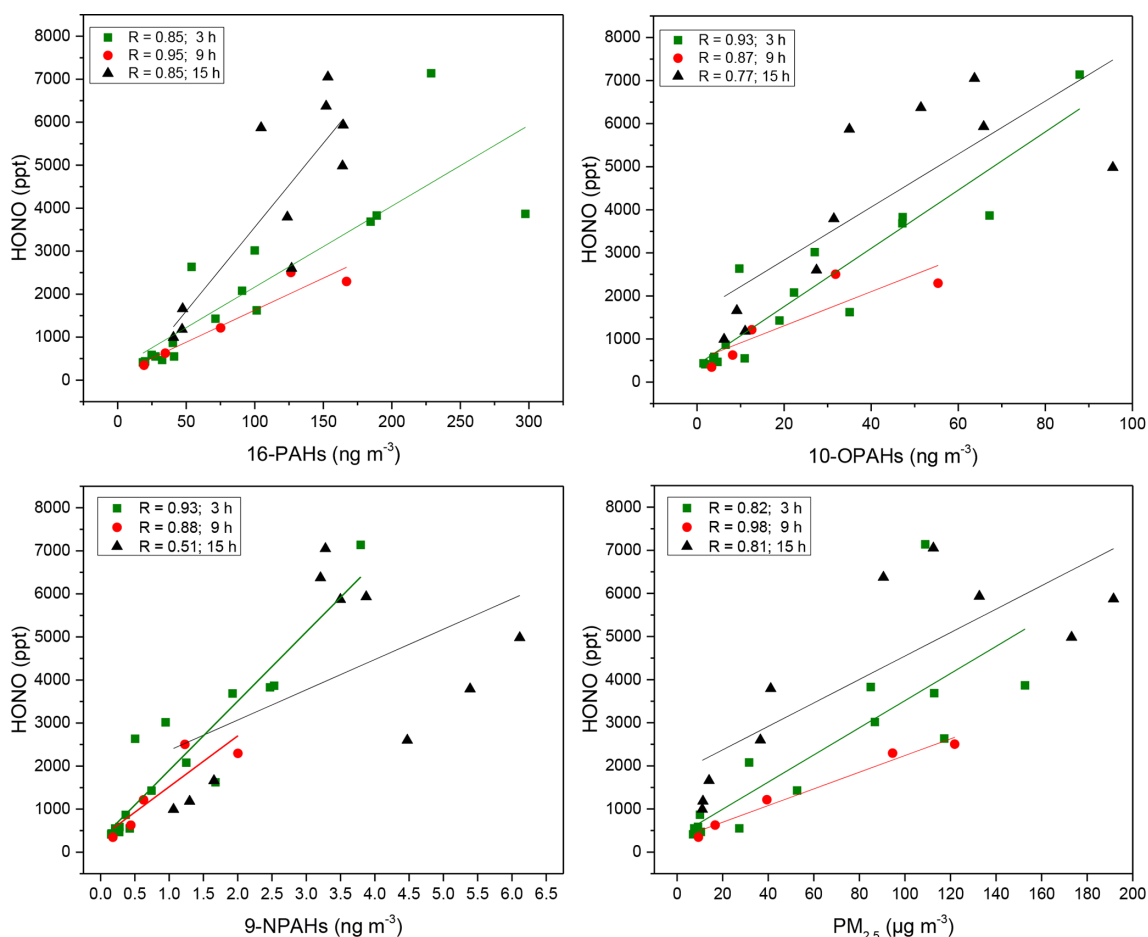 R = 0.85; 3 h
R = 0.95; 9 h
R = 0.85; 15 h
8000
7000
6000
5000
4000
3000
2000
1000
0
HONO (ppt)
0 50 100 150 200 250 300
16-PAHs (ng m⁻³)
R = 0.93; 3 h
R = 0.87; 9 h
R = 0.77; 15 h
8000
7000
6000
5000
4000
3000
2000
1000
0
HONO (ppt)
0 20 40 60 80 100
10-OPAHs (ng m⁻³)
R = 0.93; 3 h
R = 0.88; 9 h
R = 0.51; 15 h
8000
7000
6000
5000
4000
3000
2000
1000
0
HONO (ppt)
0.0 0.5 1.0 1.5 2.0 2.5 3.0 3.5 4.0 4.5 5.0 5.5 6.0 6.5
9-NPAHs (ng m⁻³)
R = 0.82; 3 h
R = 0.98; 9 h
R = 0.81; 15 h
8000
7000
6000
5000
4000
3000
2000
1000
0
HONO (ppt)
0 20 40 60 80 100 120 140 160 180 200
PM₂.₅ (µg m⁻³)